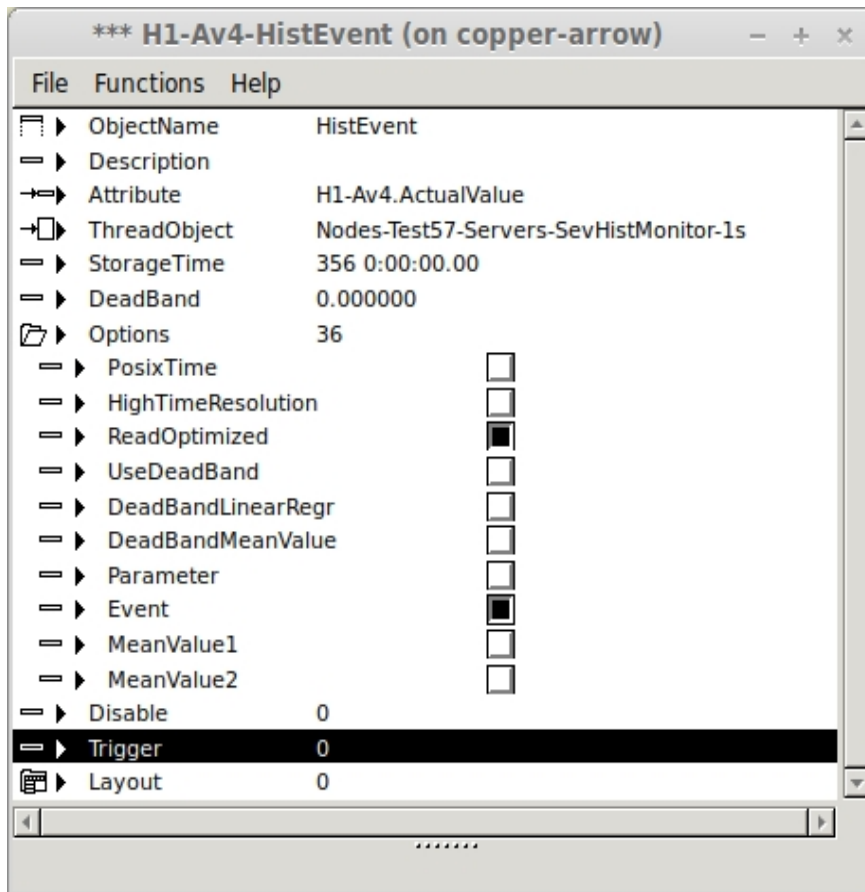 *** H1-Av4-HistEvent (on copper-arrow)
File Functions Help
ObjectName HistEvent
Description
Attribute H1-Av4.ActualValue
ThreadObject Nodes-Test57-Servers-SevHistMonitor-1s
StorageTime 356 0:00:00.00
DeadBand 0.000000
Options 36
PosixTime
HighTimeResolution
ReadOptimized
UseDeadBand
DeadBandLinearRegr
DeadBandMeanValue
Parameter
Event
MeanValue1
MeanValue2
Disable 0
Trigger 0
Layout 0